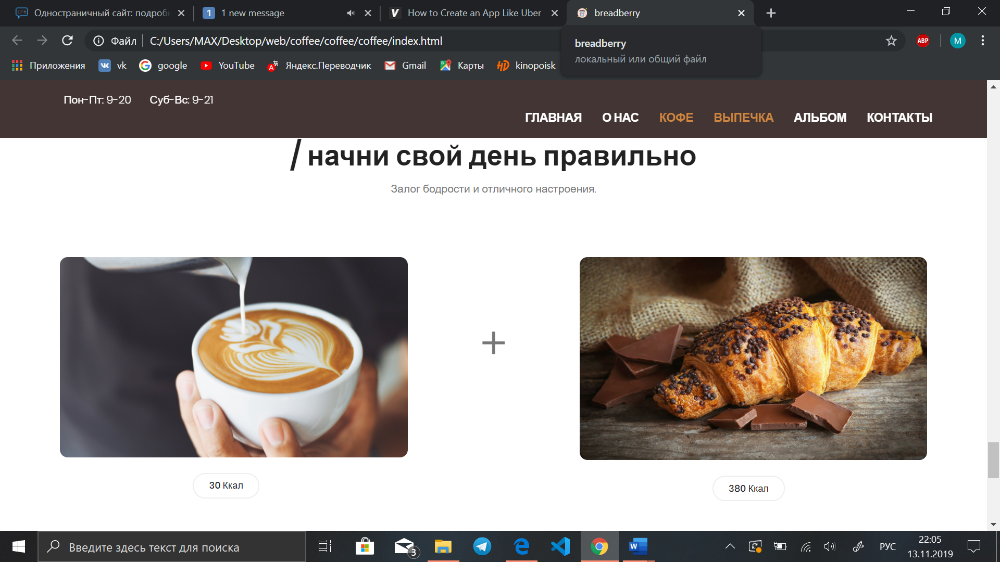 Одностраничный сайт: подробн
1 new message
How to Create an App Like Uber
breadberry
Файл
C:/Users/MAX/Desktop/web/coffee/coffee/coffee/index.html
ABP
M
breadberry
локальный или общий файл
Приложения
vk
google
YouTube
Яндекс.Переводчик
Gmail
Карты
HD
kinopoisk
Пон-Пт: 9-20 Суб-Вс: 9-21
ГЛАВНАЯ О НАС КОФЕ ВЫПЕЧКА АЛЬБОМ КОНТАКТЫ
/ начни свой день правильно
Залог бодрости и отличного настроения.
+
30 Ккал
380 Ккал
Введите здесь текст для поиска
3
РУС
22:05
13.11.2019